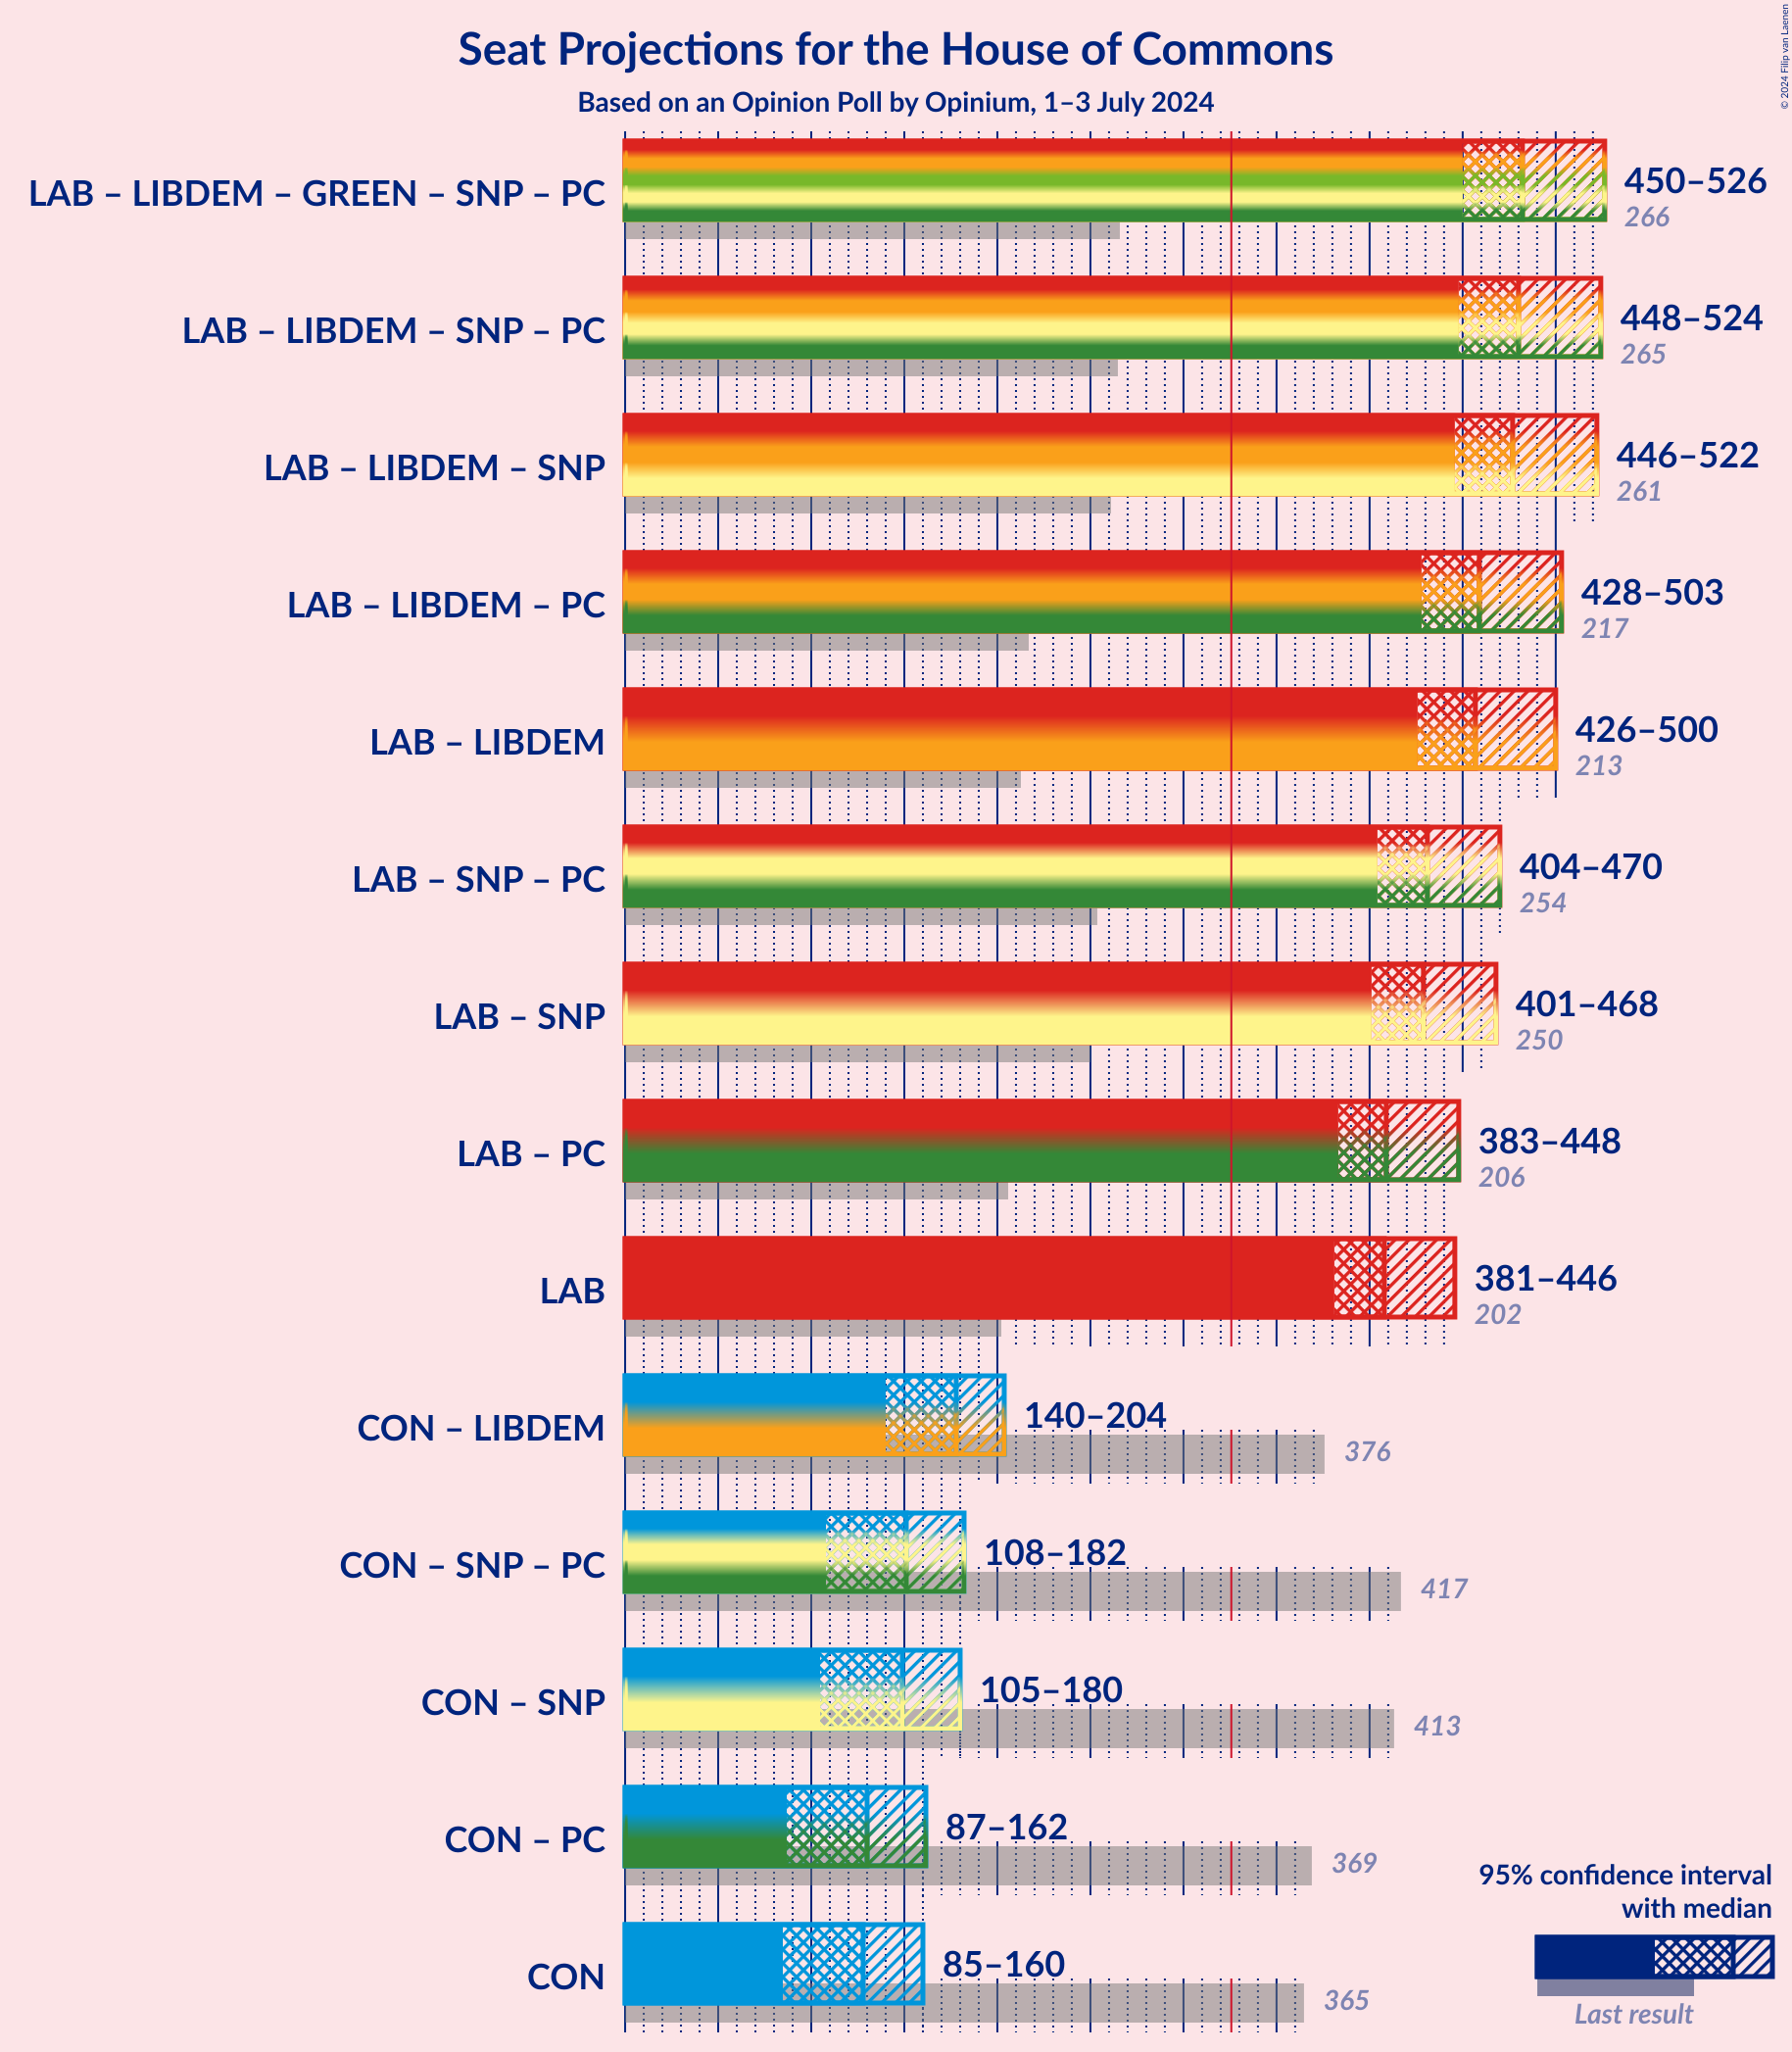 Seat Projections for the House of Commons
Based on an Opinion Poll by Opinium, 1–3 July 2024
© 2024 Filip van Laenen
LAB – LIBDEM – GREEN – SNP – PC
450–526
266
LAB – LIBDEM – SNP – PC
448–524
265
LAB – LIBDEM – SNP
446–522
261
LAB – LIBDEM – PC
428–503
217
LAB – LIBDEM
426–500
213
LAB – SNP – PC
404–470
254
LAB – SNP
401–468
250
LAB – PC
383–448
206
LAB
381–446
202
CON – LIBDEM
140–204
376
CON – SNP – PC
108–182
417
CON – SNP
105–180
413
CON – PC
87–162
369
CON
85–160
365
95% confidence interval
with median
Last result